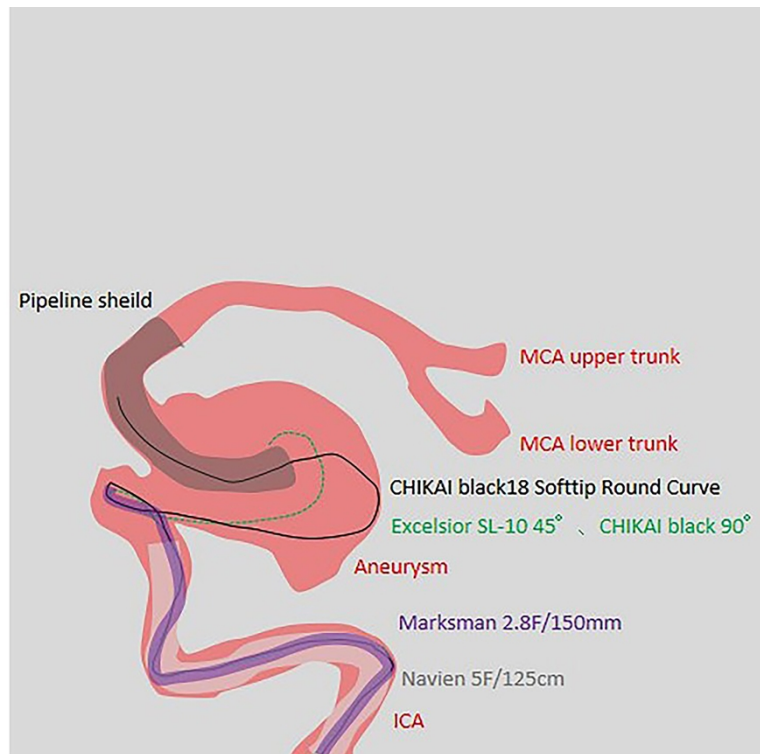 Pipeline sheild
MCA upper trunk
MCA lower trunk
CHIKAI black18 Softtip Round Curve
Excelsior SL-10 45° 、 CHIKAI black 90°
Aneurysm
Marksman 2.8F/150mm
Navien 5F/125cm
ICA